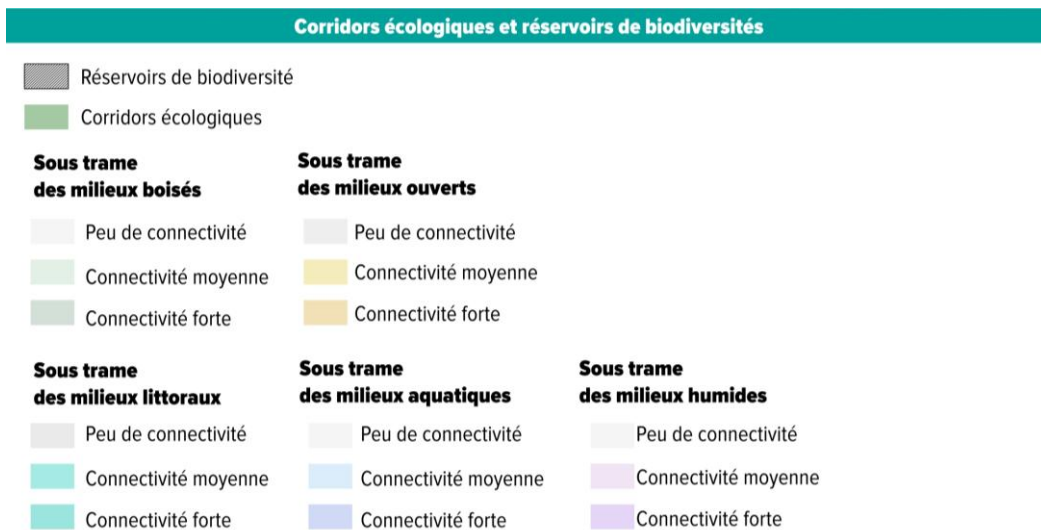 Corridors écologiques et réservoirs de biodiversités
Réservoirs de biodiversité
Corridors écologiques
Sous trame
des milieux boisés
Peu de connectivité
Connectivité moyenne
Connectivité forte
Sous trame
des milieux ouverts
Peu de connectivité
Connectivité moyenne
Connectivité forte
Sous trame
des milieux littoraux
Peu de connectivité
Connectivité moyenne
Connectivité forte
Sous trame
des milieux aquatiques
Peu de connectivité
Connectivité moyenne
Connectivité forte
Sous trame
des milieux humides
Peu de connectivité
Connectivité moyenne
Connectivité forte